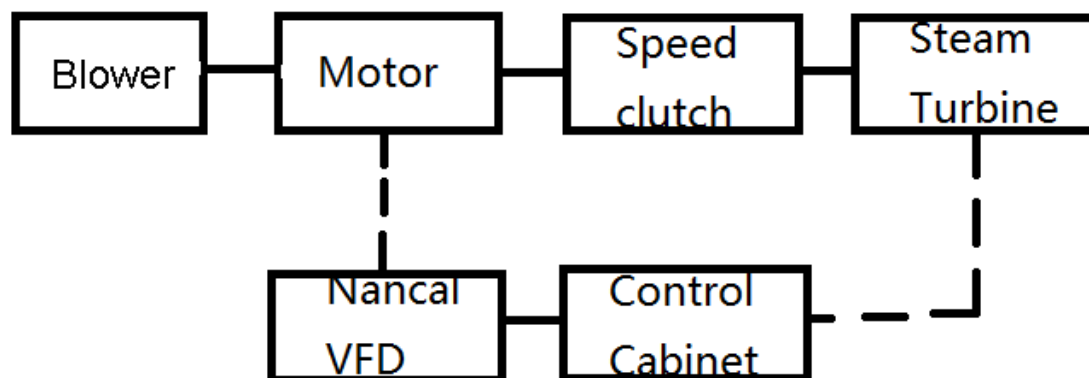 Blower
Motor
Speed
clutch
Steam
Turbine
Nancal
VFD
Control
Cabinet